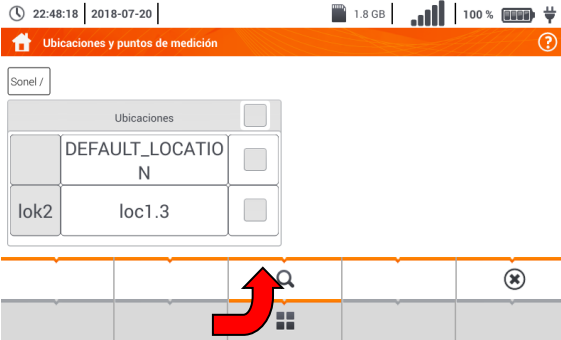 22:48:18 2018-07-20 1.8 GB 100 %
Ubicaciones y puntos de medición ?
Sonel /
Ubicaciones
DEFAULT_LOCATIO
N
lok2 loc1.3